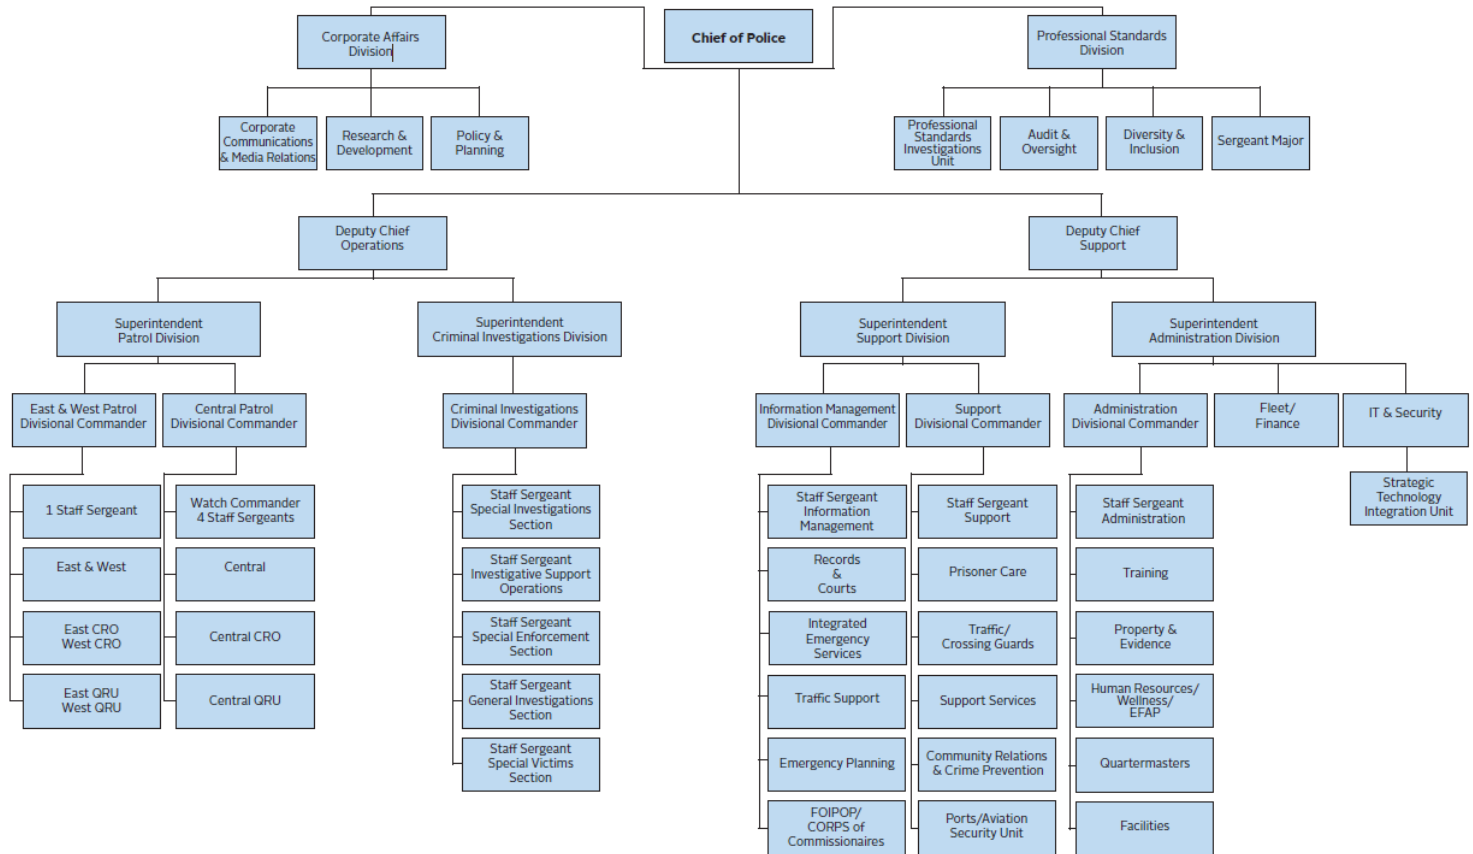 Corporate Affairs
Division
Chief of Police
Professional Standards
Division
Corporate
Communications
& Media Relations
Research &
Development
Policy &
Planning
Professional
Standards
Investigations
Unit
Audit &
Oversight
Diversity &
Inclusion
Sergeant Major
Deputy Chief
Operations
Deputy Chief
Support
Superintendent
Patrol Division
Superintendent
Criminal Investigations Division
Superintendent
Support Division
Superintendent
Administration Division
East & West Patrol
Divisional Commander
Central Patrol
Divisional Commander
Criminal Investigations
Divisional Commander
Information Management
Divisional Commander
Support
Divisional Commander
Administration
Divisional Commander
Fleet/
Finance
IT & Security
1 Staff Sergeant
East & West
East CRO
West CRO
East QRU
West QRU
Watch Commander
4 Staff Sergeants
Central
Central CRO
Central QRU
Staff Sergeant
Special Investigations
Section
Staff Sergeant
Investigative Support
Operations
Staff Sergeant
Special Enforcement
Section
Staff Sergeant
General Investigations
Section
Staff Sergeant
Special Victims
Section
Staff Sergeant
Information
Management
Records
&
Courts
Integrated
Emergency
Services
Traffic Support
Emergency Planning
FOIPOP/
CORPS of
Commissionaires
Staff Sergeant
Support
Prisoner Care
Traffic/
Crossing Guards
Support Services
Community Relations
& Crime Prevention
Ports/Aviation
Security Unit
Staff Sergeant
Administration
Training
Property &
Evidence
Human Resources/
Wellness/
EFAP
Quartermasters
Facilities
Strategic
Technology
Integration Unit